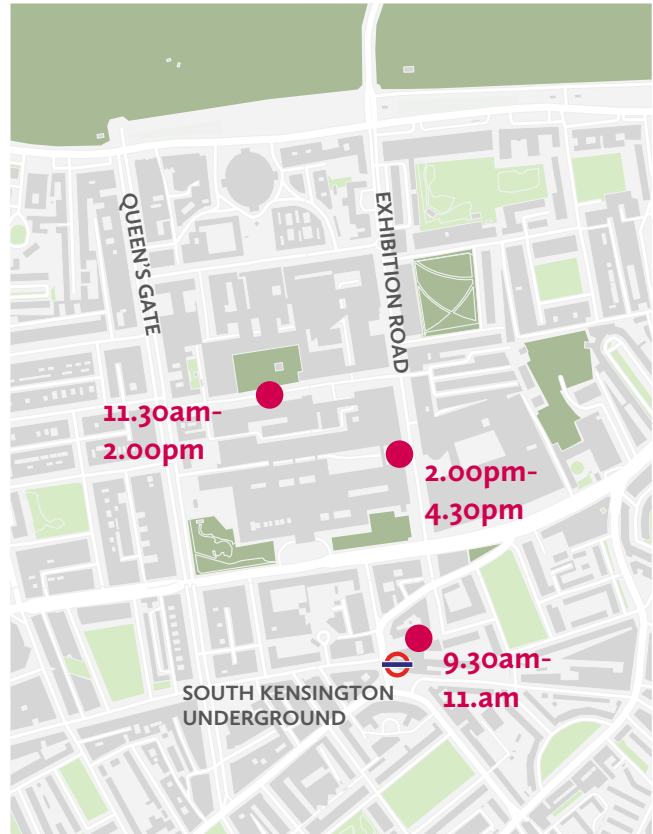 QUEEN'S GATE
EXHIBITION ROAD
11.30am-
2.00pm
2.00pm-
4.30pm
9.30am-
11.am
SOUTH KENSINGTON
UNDERGROUND